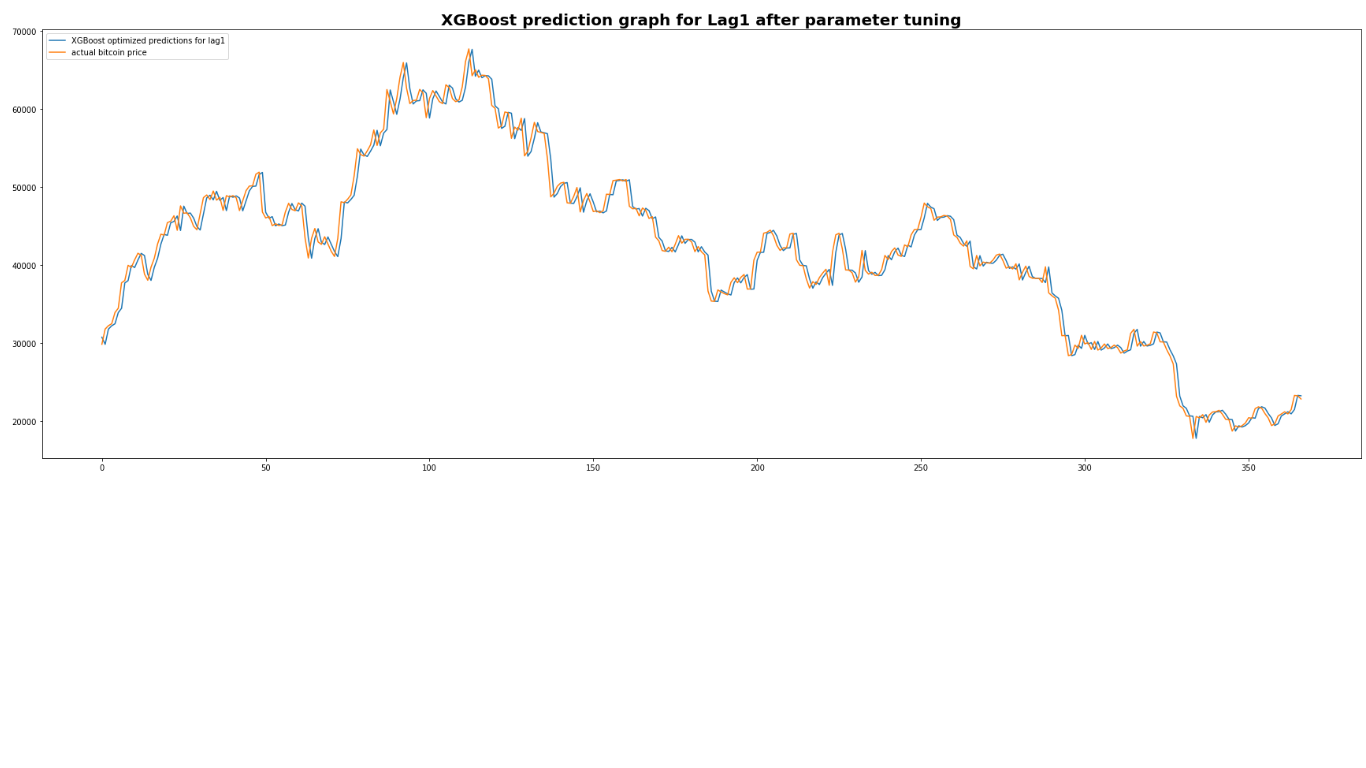 XGBoost prediction graph for Lag1 after parameter tuning
XGBoost optimized predictions for lag1
actual bitcoin price
70000
60000
50000
40000
30000
20000
0 50 100 150 200 250 300 350